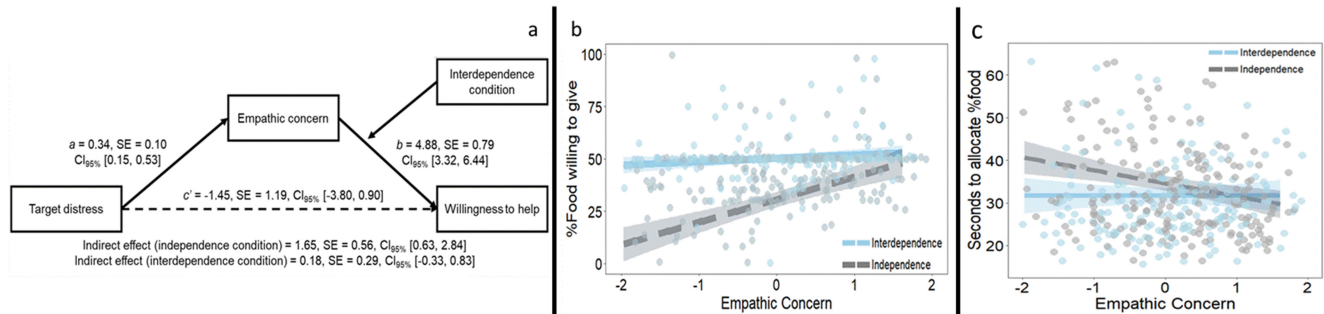 a
Interdependence
condition
Empathic concern
a = 0.34, SE = 0.10
CI95% [0.15, 0.53]
b = 4.88, SE = 0.79
CI95% [3.32, 6.44]
c' = -1.45, SE = 1.19, CI95% [-3.80, 0.90]
Target distress
Willingness to help
Indirect effect (independence condition) = 1.65, SE = 0.56, CI95% [0.63, 2.84]
Indirect effect (interdependence condition) = 0.18, SE = 0.29, CI95% [-0.33, 0.83]
b
%Food willing to give
100
75
50
25
0
Interdependence
Independence
-2 -1 0 1 2
Empathic Concern
c
Interdependence
Independence
Seconds to allocate %food
60
50
40
30
20
-2 -1 0 1 2
Empathic Concern